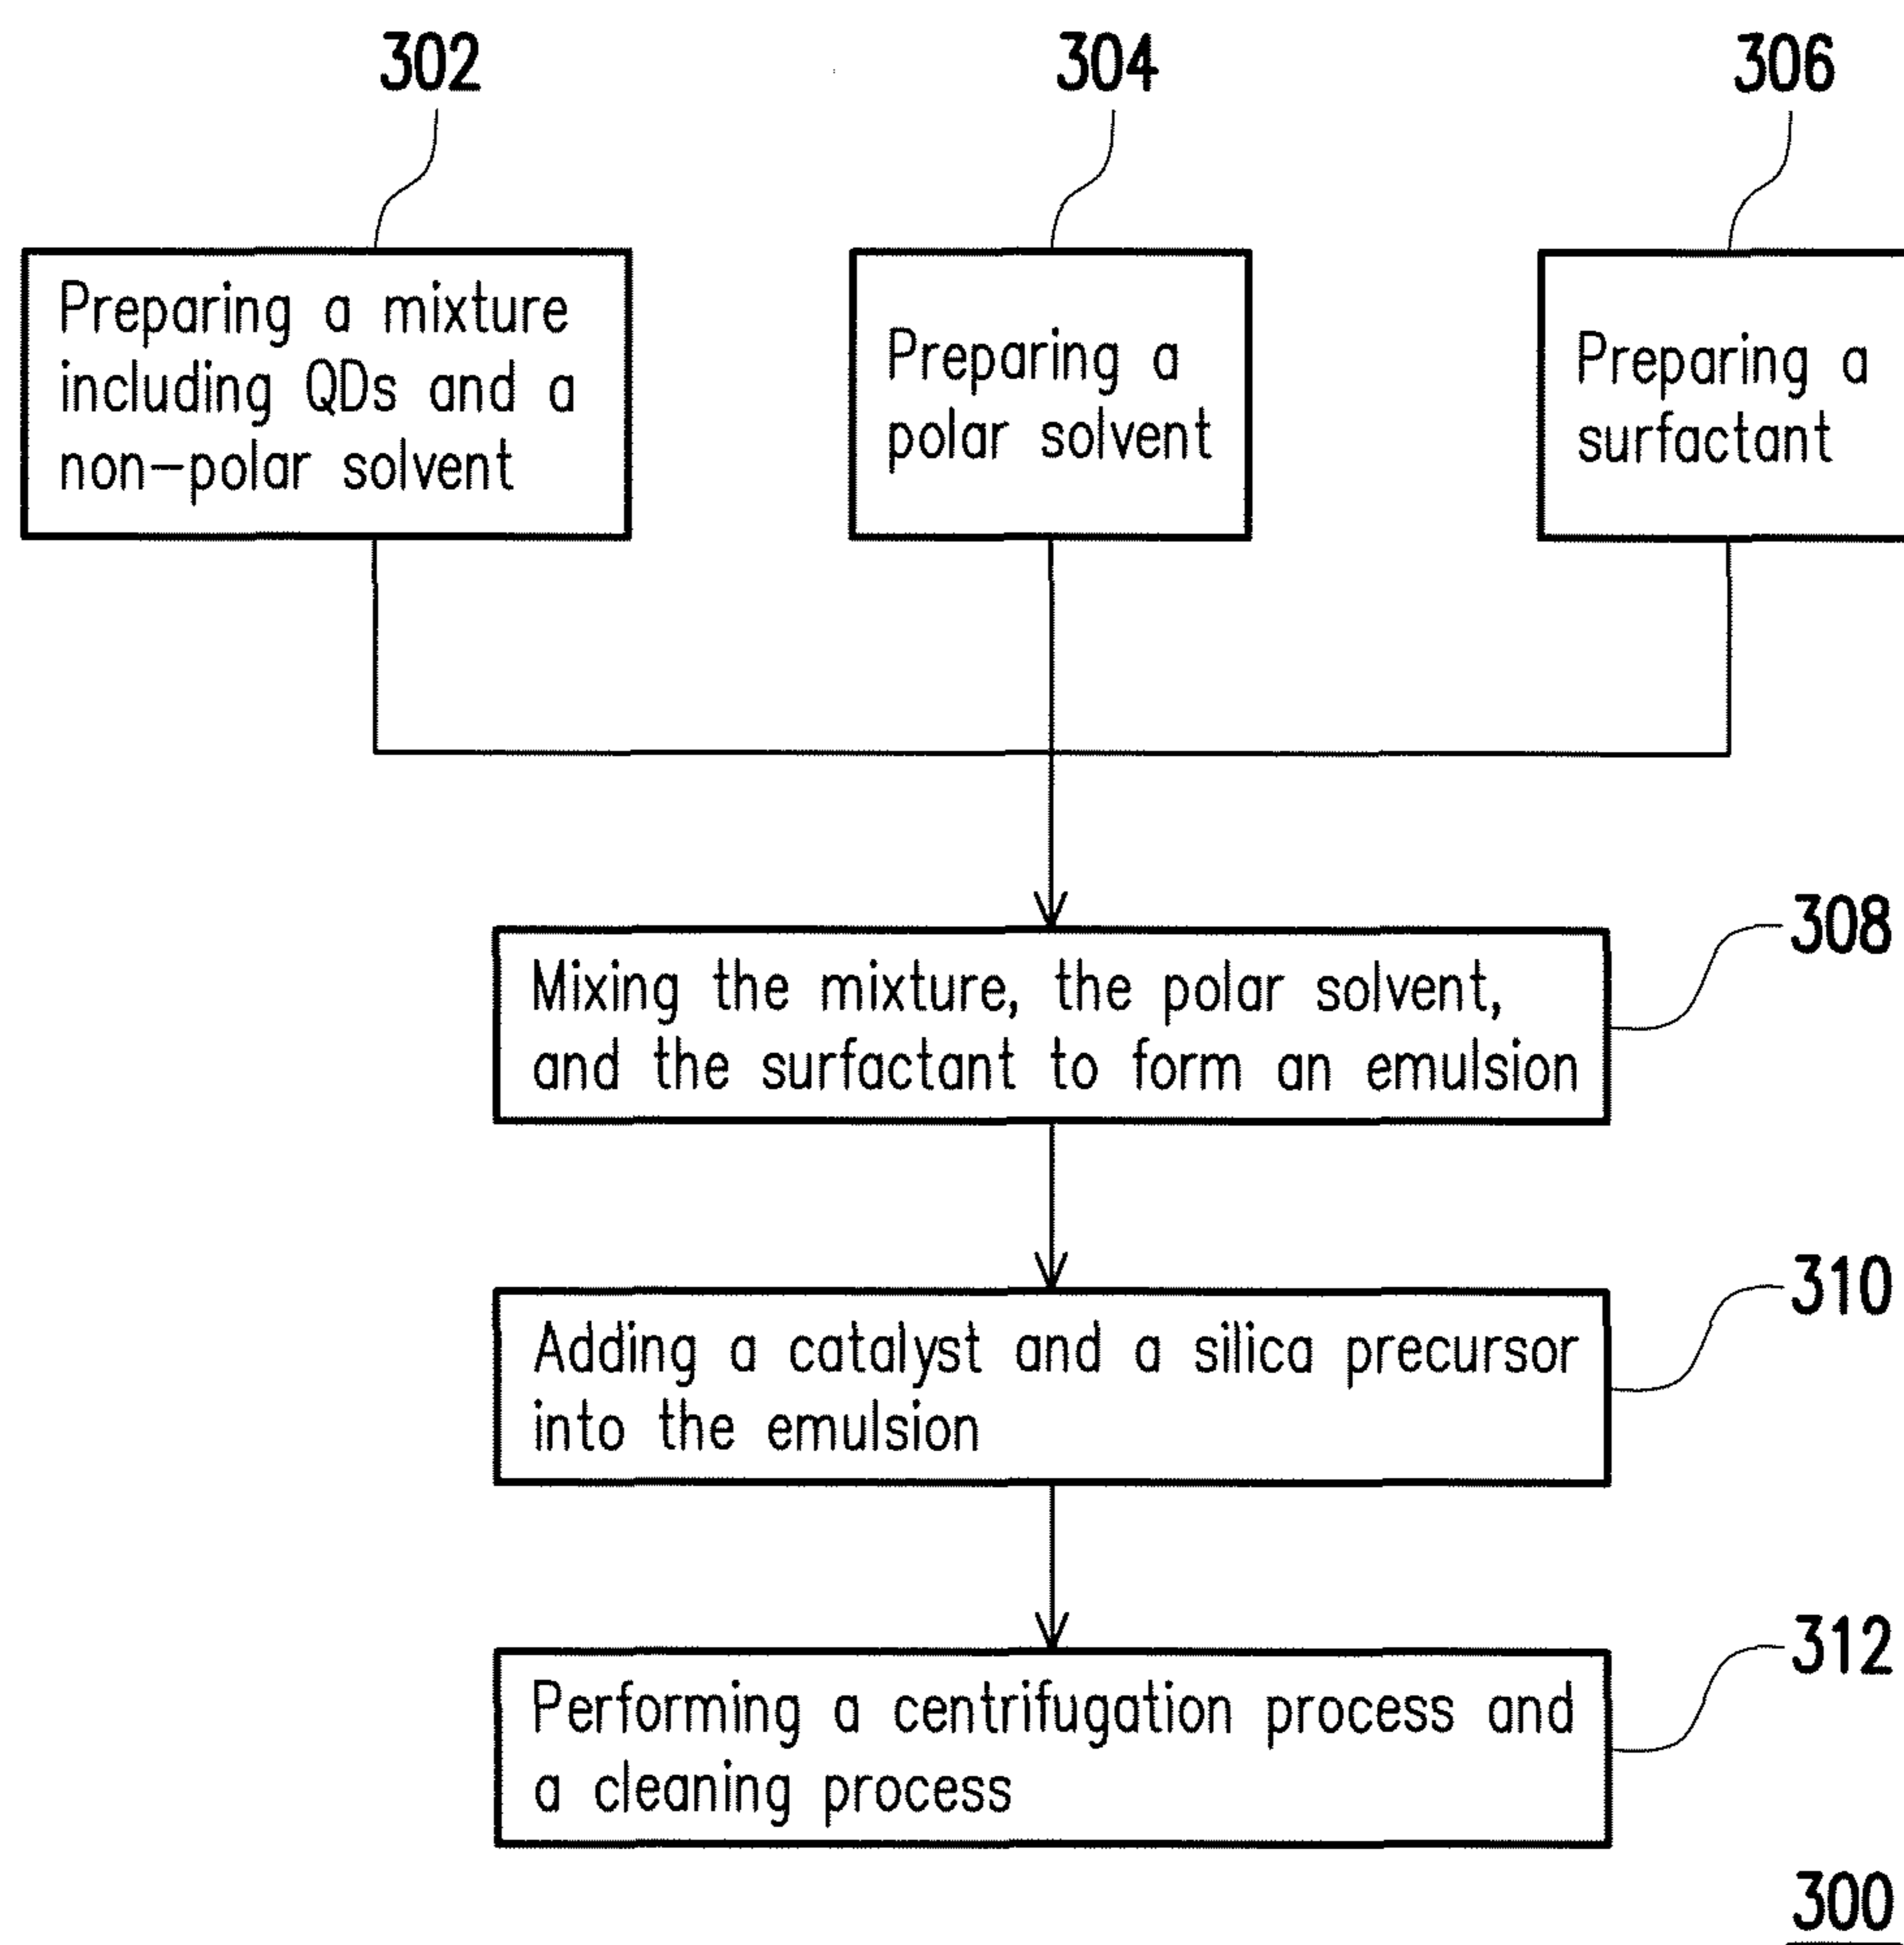 302
304
306
Preparing a mixture
including QDs and a
non-polar solvent
Preparing a
polar solvent
Preparing a
surfactant
308
Mixing the mixture, the polar solvent,
and the surfactant to form an emulsion
310
Adding a catalyst and a silica precursor
into the emulsion
312
Performing a centrifugation process and
a cleaning process
300